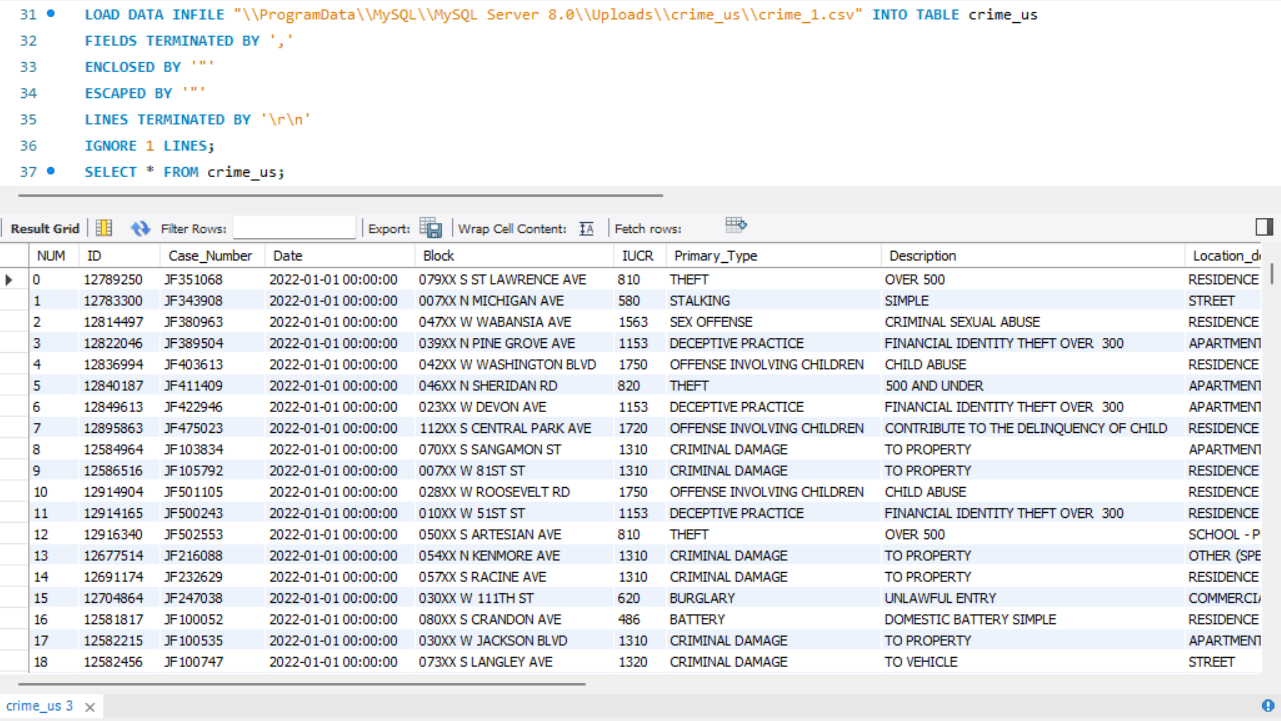 31 LOAD DATA INFILE "\\ProgramData\\MySQL\\MySQL Server 8.0\\Uploads\\crime_us\\crime_1.csv" INTO TABLE crime_us
32 FIELDS TERMINATED BY ','
33 ENCLOSED BY '"'
34 ESCAPED BY '"'
35 LINES TERMINATED BY '\r\n'
36 IGNORE 1 LINES;
37 SELECT * FROM crime_us;
Result Grid Filter Rows: Export: Wrap Cell Content: IA Fetch rows:
NUM ID Case_Number Date Block IUCR Primary_Type Description Location_d
0 12789250 JF351068 2022-01-01 00:00:00 079XX S ST LAWRENCE AVE 810 THEFT OVER 500 RESIDENCE
1 12783300 JF343908 2022-01-01 00:00:00 007XX N MICHIGAN AVE 580 STALKING SIMPLE STREET
2 12814497 JF380963 2022-01-01 00:00:00 047XX W WABANSIA AVE 1563 SEX OFFENSE CRIMINAL SEXUAL ABUSE RESIDENCE
3 12822046 JF389504 2022-01-01 00:00:00 039XX N PINE GROVE AVE 1153 DECEPTIVE PRACTICE FINANCIAL IDENTITY THEFT OVER  300 APARTMENT
4 12836994 JF403613 2022-01-01 00:00:00 042XX W WASHINGTON BLVD 1750 OFFENSE INVOLVING CHILDREN CHILD ABUSE RESIDENCE
5 12840187 JF411409 2022-01-01 00:00:00 046XX N SHERIDAN RD 820 THEFT 500 AND UNDER APARTMENT
6 12849613 JF422946 2022-01-01 00:00:00 023XX W DEVON AVE 1153 DECEPTIVE PRACTICE FINANCIAL IDENTITY THEFT OVER  300 APARTMENT
7 12895863 JF475023 2022-01-01 00:00:00 112XX S CENTRAL PARK AVE 1720 OFFENSE INVOLVING CHILDREN CONTRIBUTE TO THE DELINQUENCY OF CHILD RESIDENCE
8 12584964 JF103834 2022-01-01 00:00:00 070XX S SANGAMON ST 1310 CRIMINAL DAMAGE TO PROPERTY APARTMENT
9 12586516 JF105792 2022-01-01 00:00:00 007XX W 81ST ST 1310 CRIMINAL DAMAGE TO PROPERTY RESIDENCE
10 12914904 JF501105 2022-01-01 00:00:00 028XX W ROOSEVELT RD 1750 OFFENSE INVOLVING CHILDREN CHILD ABUSE RESIDENCE
11 12914165 JF500243 2022-01-01 00:00:00 010XX W 51ST ST 1153 DECEPTIVE PRACTICE FINANCIAL IDENTITY THEFT OVER  300 RESIDENCE
12 12916340 JF502553 2022-01-01 00:00:00 050XX S ARTESIAN AVE 810 THEFT OVER 500 SCHOOL - P
13 12677514 JF216088 2022-01-01 00:00:00 054XX N KENMORE AVE 1310 CRIMINAL DAMAGE TO PROPERTY OTHER (SPE
14 12691174 JF232629 2022-01-01 00:00:00 057XX S RACINE AVE 1310 CRIMINAL DAMAGE TO PROPERTY RESIDENCE
15 12704864 JF247038 2022-01-01 00:00:00 030XX W 111TH ST 620 BURGLARY UNLAWFUL ENTRY COMMERCIA
16 12581817 JF100052 2022-01-01 00:00:00 080XX S CRANDON AVE 486 BATTERY DOMESTIC BATTERY SIMPLE RESIDENCE
17 12582215 JF100535 2022-01-01 00:00:00 030XX W JACKSON BLVD 1310 CRIMINAL DAMAGE TO PROPERTY APARTMENT
18 12582456 JF100747 2022-01-01 00:00:00 073XX S LANGLEY AVE 1320 CRIMINAL DAMAGE TO VEHICLE STREET
crime_us 3